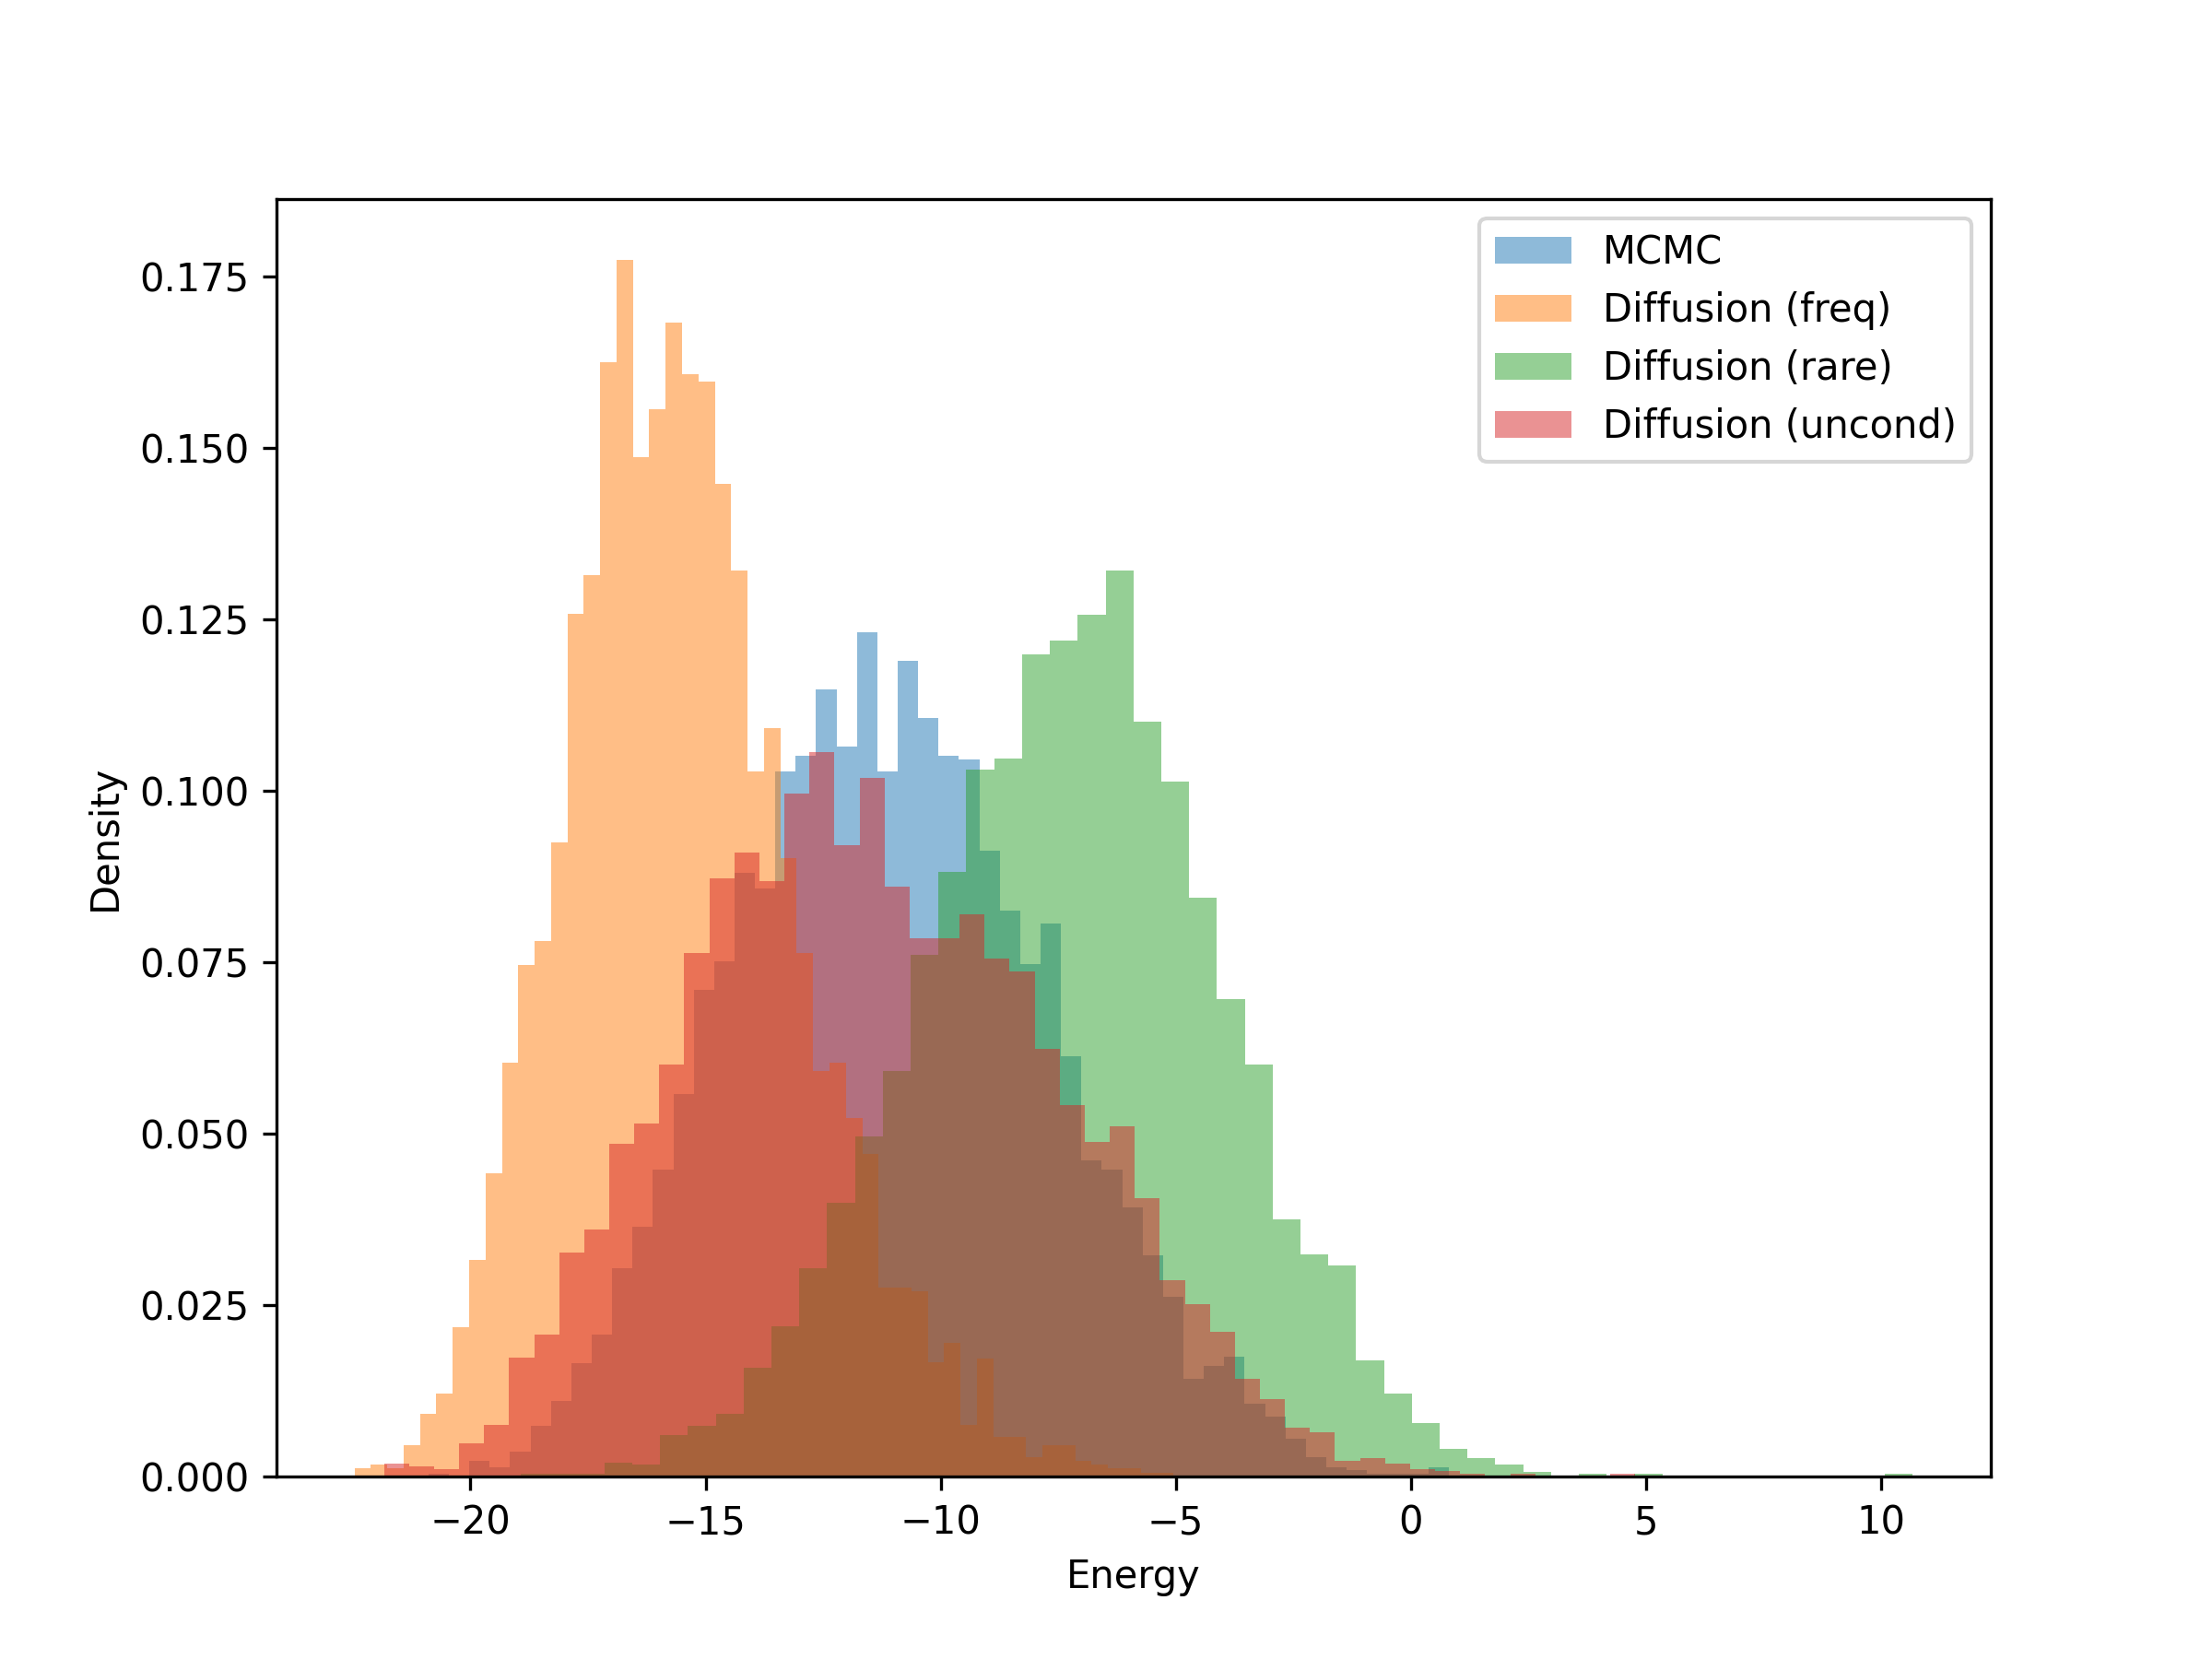 MCMC
Diffusion (freq)
Diffusion (rare)
Diffusion (uncond)
0.175
0.150
0.125
0.100
0.075
0.050
0.025
0.000
Density
−20 −15 −10 −5 0 5 10
Energy